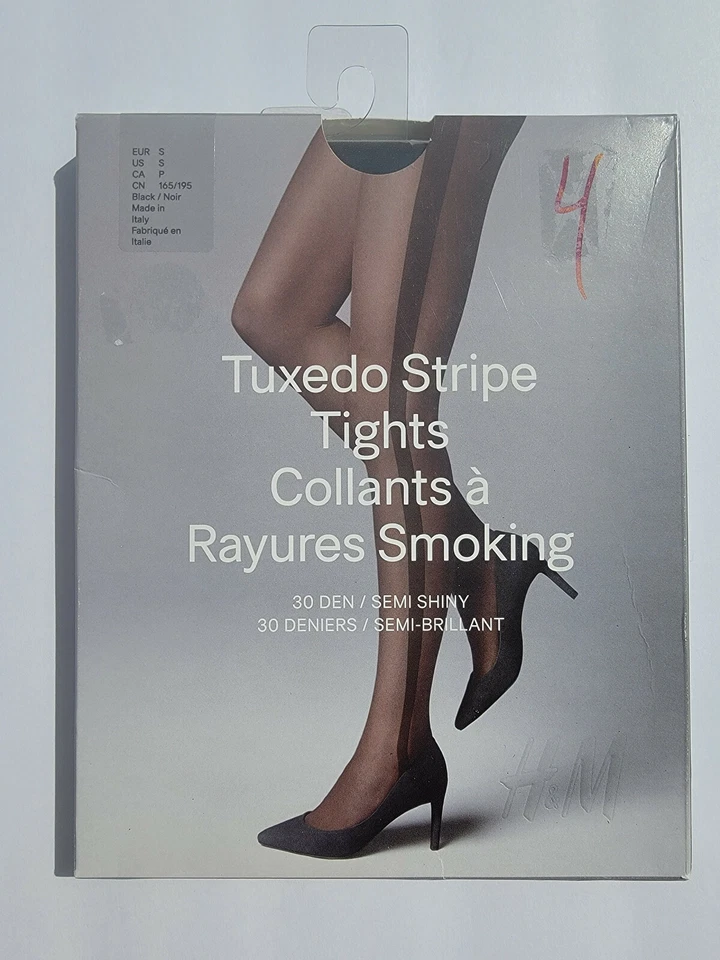 EUR S
US S
CA P
CN 165/195
Black / Noir
Made in
Italy
Fabriqué en
Italie
4
Tuxedo Stripe
Tights
Collants à
Rayures Smoking
30 DEN / SEMI SHINY
30 DENIERS / SEMI-BRILLANT
H&M